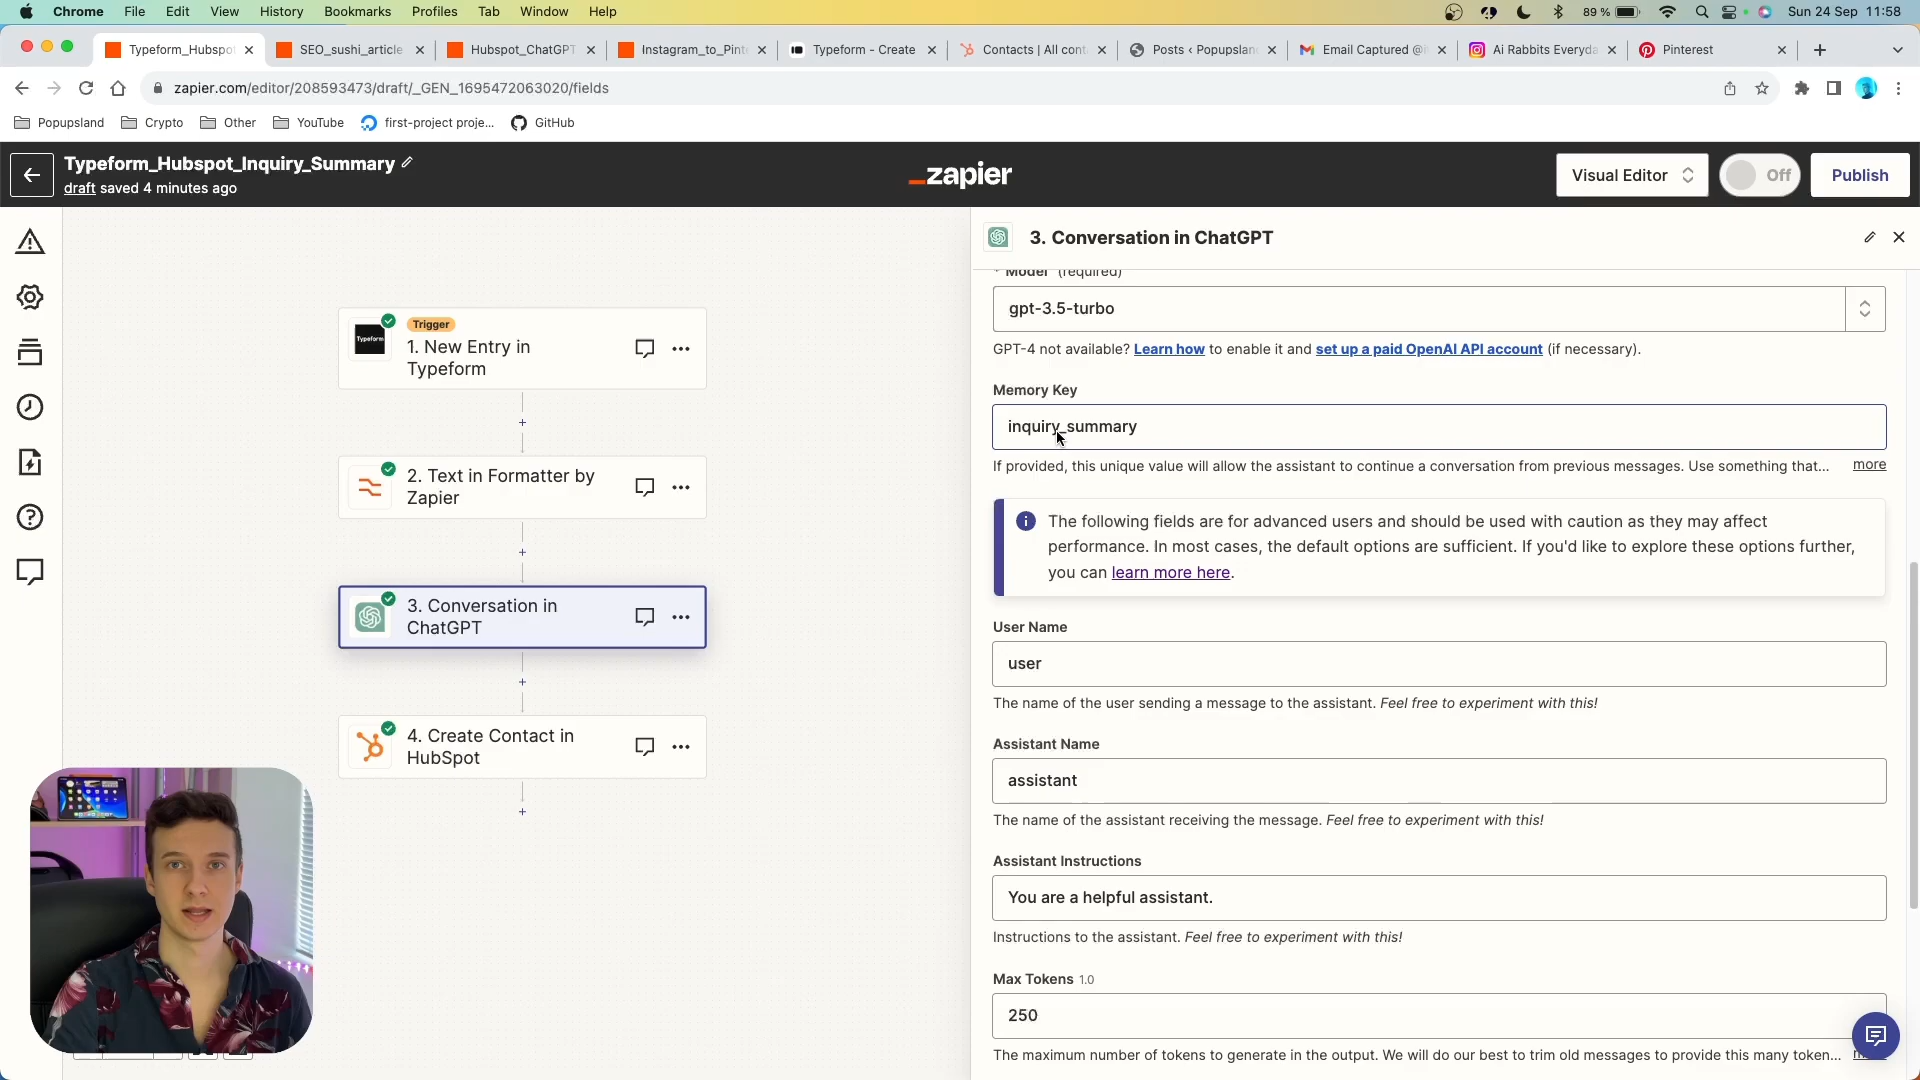 Chrome File Edit View History Bookmarks Profiles Tab Window Help 89 % Sun 24 Sep 11:58
Typeform_Hubspot SEO_sushi_article Hubspot_ChatGPT Instagram_to_Pint Typeform - Create Contacts | All cont Posts ‹ Popupslan Email Captured @i Ai Rabbits Everyda Pinterest
zapier.com/editor/208593473/draft/_GEN_1695472063020/fields
Popupsland Crypto Other YouTube first-project proje... GitHub
Typeform_Hubspot_Inquiry_Summary
draft saved 4 minutes ago
_zapier
Visual Editor
Off
Publish
Typeform
Trigger
1. New Entry in
Typeform
2. Text in Formatter by
Zapier
3. Conversation in
ChatGPT
4. Create Contact in
HubSpot
3. Conversation in ChatGPT
* Model (required)
gpt-3.5-turbo
GPT-4 not available? Learn how to enable it and set up a paid OpenAI API account (if necessary).
Memory Key
inquiry_summary
If provided, this unique value will allow the assistant to continue a conversation from previous messages. Use something that... more
The following fields are for advanced users and should be used with caution as they may affect
performance. In most cases, the default options are sufficient. If you'd like to explore these options further,
you can learn more here.
User Name
user
The name of the user sending a message to the assistant. Feel free to experiment with this!
Assistant Name
assistant
The name of the assistant receiving the message. Feel free to experiment with this!
Assistant Instructions
You are a helpful assistant.
Instructions to the assistant. Feel free to experiment with this!
Max Tokens 1.0
250
The maximum number of tokens to generate in the output. We will do our best to trim old messages to provide this many token...